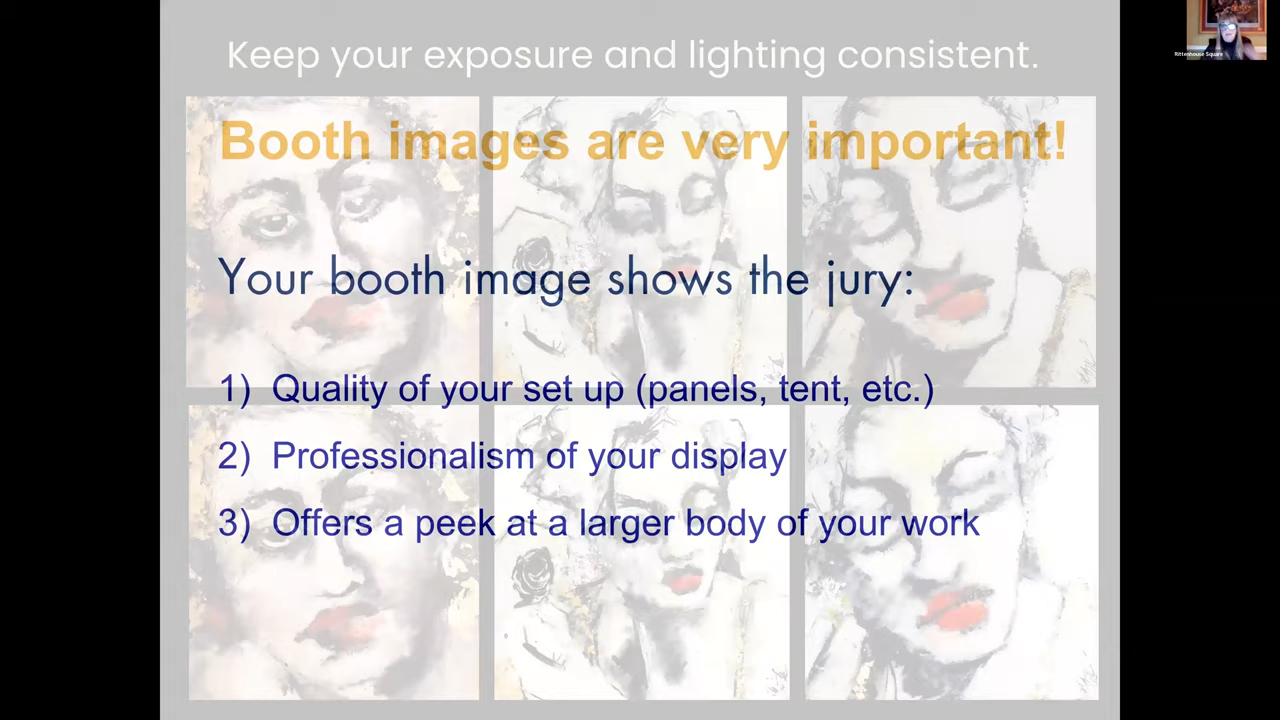 Keep your exposure and lighting consistent.
Rittenhouse Square
Booth images are very important!
Your booth image shows the jury:
1) Quality of your set up (panels, tent, etc.)
2) Professionalism of your display
3) Offers a peek at a larger body of your work